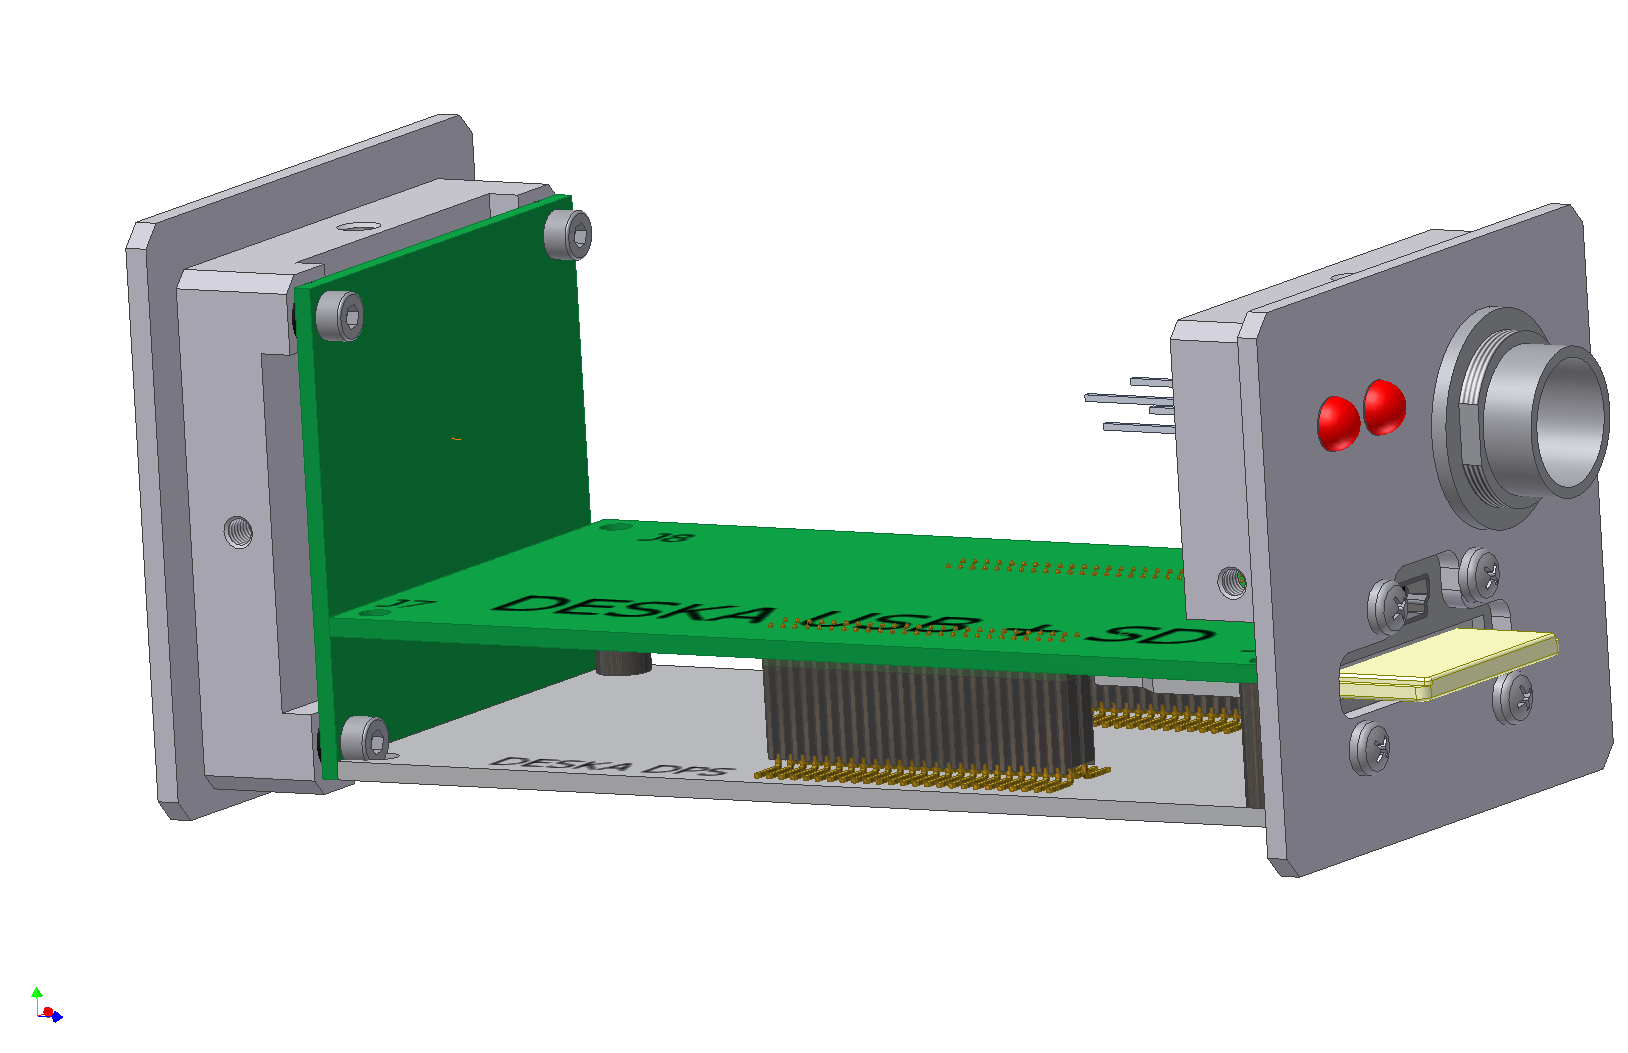 J8
J7
DESKA USB + SD
DESKA DPS